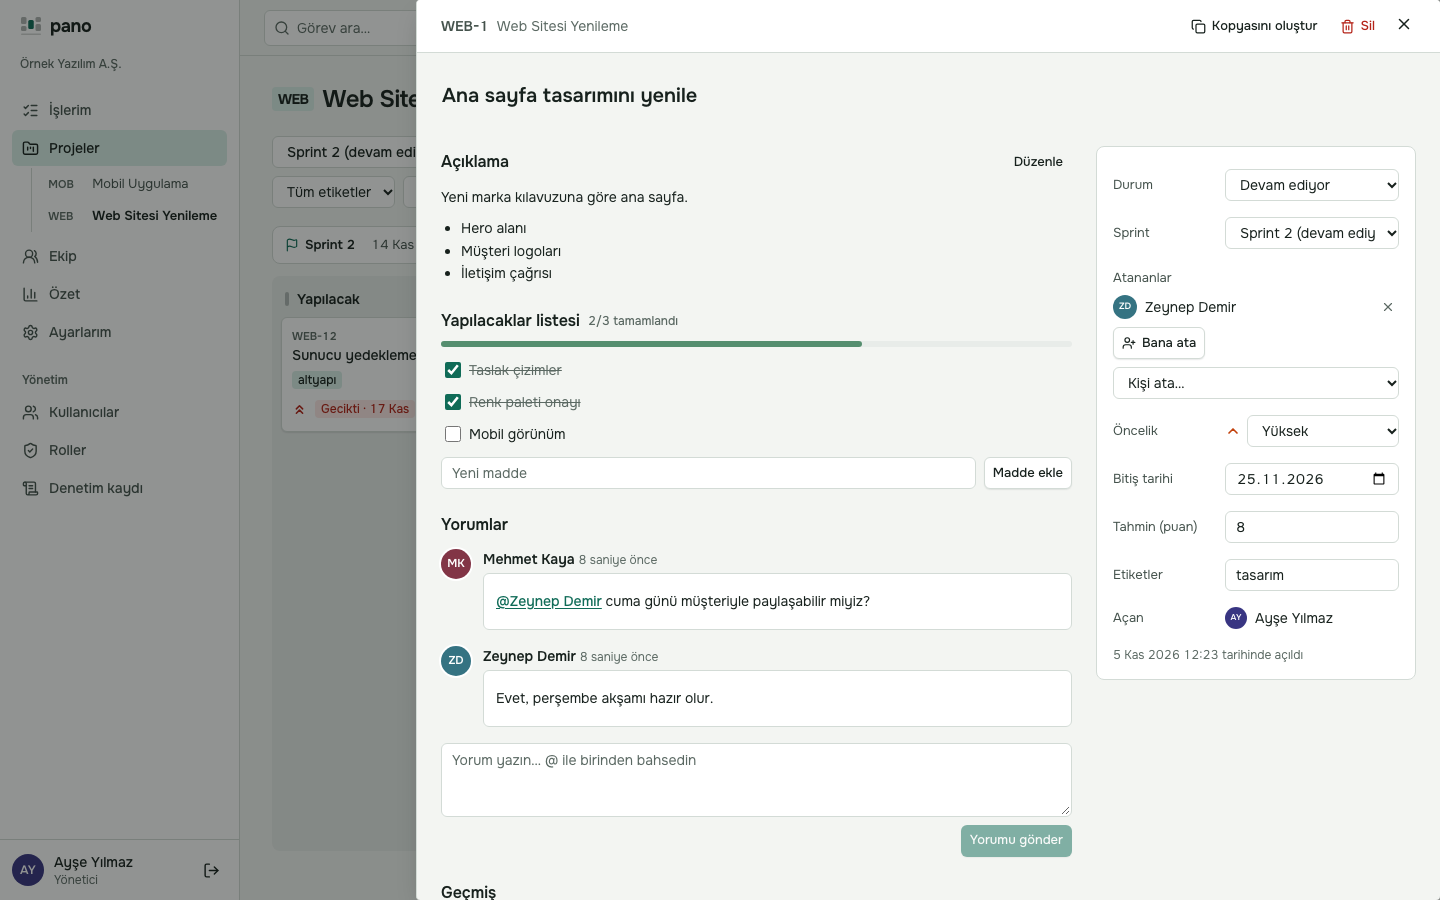 pano
Örnek Yazılım A.Ş.
İşlerim
Projeler
MOB Mobil Uygulama
WEB Web Sitesi Yenileme
Ekip
Özet
Ayarlarım
Yönetim
Kullanıcılar
Roller
Denetim kaydı
AY
Ayşe Yılmaz
Yönetici
Görev ara...
WEB Web Site
Sprint 2 (devam edi
Tüm etiketler
Sprint 2 14 Kas
Yapılacak
WEB-12
Sunucu yedekleme
altyapı
Gecikti · 17 Kas
WEB-1 Web Sitesi Yenileme
Kopyasını oluştur
Sil
Ana sayfa tasarımını yenile
Açıklama
Düzenle
Yeni marka kılavuzuna göre ana sayfa.
• Hero alanı
• Müşteri logoları
• İletişim çağrısı
Yapılacaklar listesi 2/3 tamamlandı
Taslak çizimler
Renk paleti onayı
Mobil görünüm
Yeni madde
Madde ekle
Yorumlar
MK
Mehmet Kaya 8 saniye önce
@Zeynep Demir cuma günü müşteriyle paylaşabilir miyiz?
ZD
Zeynep Demir 8 saniye önce
Evet, perşembe akşamı hazır olur.
Yorum yazın... @ ile birinden bahsedin
Yorumu gönder
Geçmiş
Durum Devam ediyor
Sprint Sprint 2 (devam ediy
Atananlar
ZD Zeynep Demir
Bana ata
Kişi ata...
Öncelik Yüksek
Bitiş tarihi 25.11.2026
Tahmin (puan) 8
Etiketler tasarım
Açan AY Ayşe Yılmaz
5 Kas 2026 12:23 tarihinde açıldı